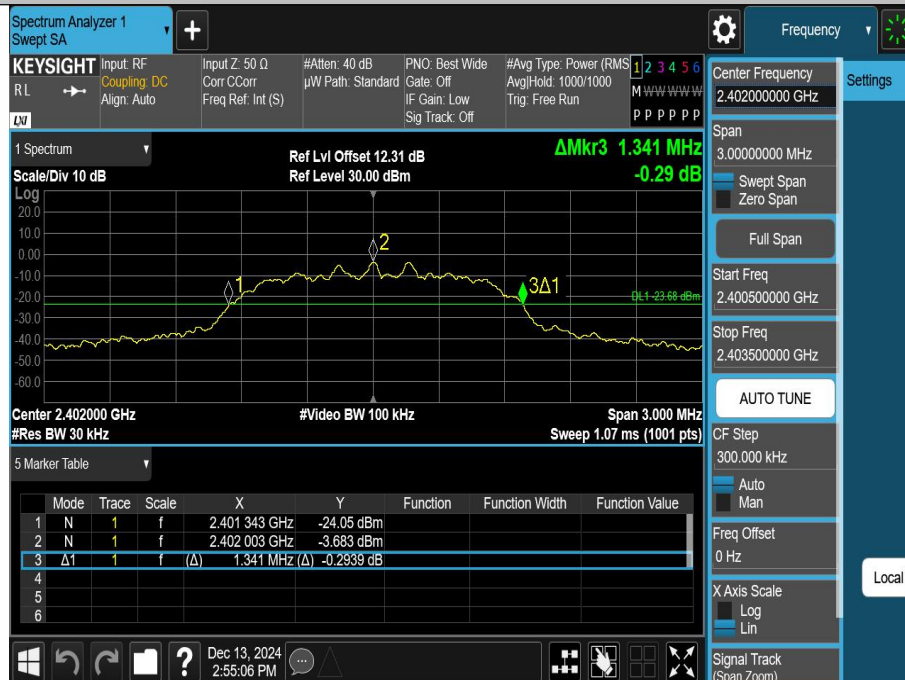 Spectrum Analyzer 1
Swept SA
+
Frequency
KEYSIGHT
RL
LXI
Input: RF
Coupling: DC
Align: Auto
Input Z: 50 Ω
Corr CCorr
Freq Ref: Int (S)
#Atten: 40 dB
µW Path: Standard
PNO: Best Wide
Gate: Off
IF Gain: Low
Sig Track: Off
#Avg Type: Power (RMS
Avg|Hold: 1000/1000
Trig: Free Run
1 2 3 4 5 6
M W W W W W
P P P P P P
1 Spectrum
Scale/Div 10 dB
Ref Lvl Offset 12.31 dB
Ref Level 30.00 dBm
ΔMkr3 1.341 MHz
-0.29 dB
Log
20.0
10.0
0.00
-10.0
-20.0
-30.0
-40.0
-50.0
-60.0
1
2
3Δ1
DL1 -23.68 dBm
Center 2.402000 GHz
#Video BW 100 kHz
Span 3.000 MHz
#Res BW 30 kHz
Sweep 1.07 ms (1001 pts)
5 Marker Table
Mode Trace Scale X Y Function Function Width Function Value
1 N 1 f 2.401 343 GHz -24.05 dBm
2 N 1 f 2.402 003 GHz -3.683 dBm
3 Δ1 1 f (Δ) 1.341 MHz (Δ) -0.2939 dB
4
5
6
?
Dec 13, 2024
2:55:06 PM
Center Frequency
2.402000000 GHz
Span
3.00000000 MHz
Swept Span
Zero Span
Full Span
Start Freq
2.400500000 GHz
Stop Freq
2.403500000 GHz
AUTO TUNE
CF Step
300.000 kHz
Auto
Man
Freq Offset
0 Hz
X Axis Scale
Log
Lin
Signal Track
(Span Zoom)
Settings
Local